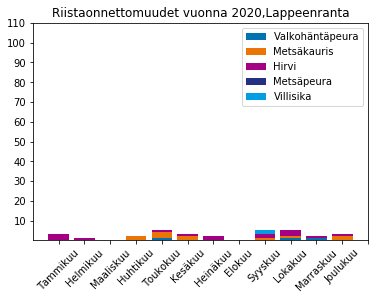 Riistaonnettomuudet vuonna 2020,Lappeenranta
110
100
90
80
70
60
50
40
30
20
10
Valkohäntäpeura
Metsäkauris
Hirvi
Metsäpeura
Villisika
Tammikuu
Helmikuu
Maaliskuu
Huhtikuu
Toukokuu
Kesäkuu
Heinäkuu
Elokuu
Syyskuu
Lokakuu
Marraskuu
Joulukuu